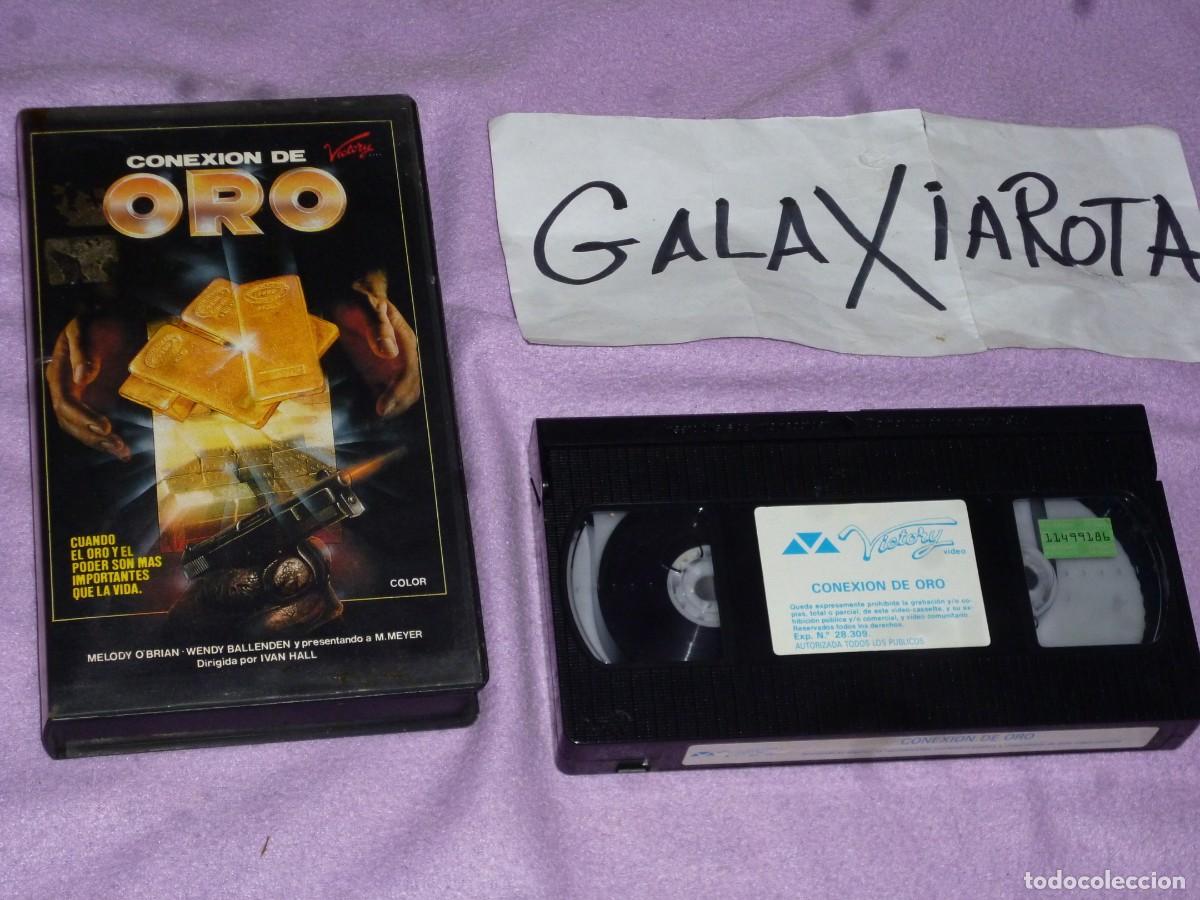 CONEXION DE
Victory
ORO
CUANDO
EL ORO Y EL
PODER SON MAS
IMPORTANTES
QUE LA VIDA.
COLOR
MELODY O'BRIAN · WENDY BALLENDEN y presentando a M. MEYER
Dirigida por IVAN HALL
GALAXIAROTA
Victory
video
CONEXION DE ORO
Queda expresamente prohibida la grabación y/o co-
pias, total o parcial, de este video-cassette, y su ex-
hibición pública y/o comercial, y video comunitario.
Reservados todos los derechos.
Exp. N.º 28.309.
AUTORIZADA TODOS LOS PUBLICOS
11499186
CONEXION DE ORO
todocoleccion